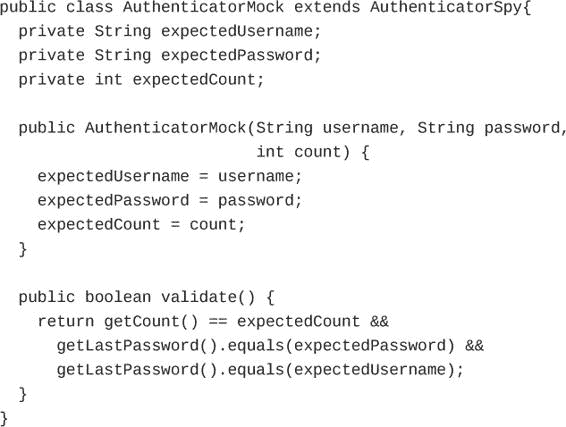 public class AuthenticatorMock extends AuthenticatorSpy{
  private String expectedUsername;
  private String expectedPassword;
  private int expectedCount;

  public AuthenticatorMock(String username, String password,
                           int count) {
    expectedUsername = username;
    expectedPassword = password;
    expectedCount = count;
  }

  public boolean validate() {
    return getCount() == expectedCount &&
      getLastPassword().equals(expectedPassword) &&
      getLastPassword().equals(expectedUsername);
  }
}